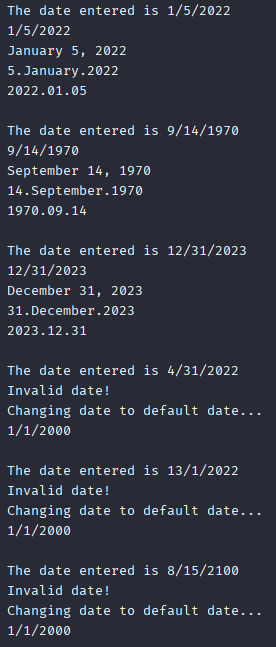 The date entered is 1/5/2022
1/5/2022
January 5, 2022
5.January.2022
2022.01.05

The date entered is 9/14/1970
9/14/1970
September 14, 1970
14.September.1970
1970.09.14

The date entered is 12/31/2023
12/31/2023
December 31, 2023
31.December.2023
2023.12.31

The date entered is 4/31/2022
Invalid date!
Changing date to default date...
1/1/2000

The date entered is 13/1/2022
Invalid date!
Changing date to default date...
1/1/2000

The date entered is 8/15/2100
Invalid date!
Changing date to default date...
1/1/2000